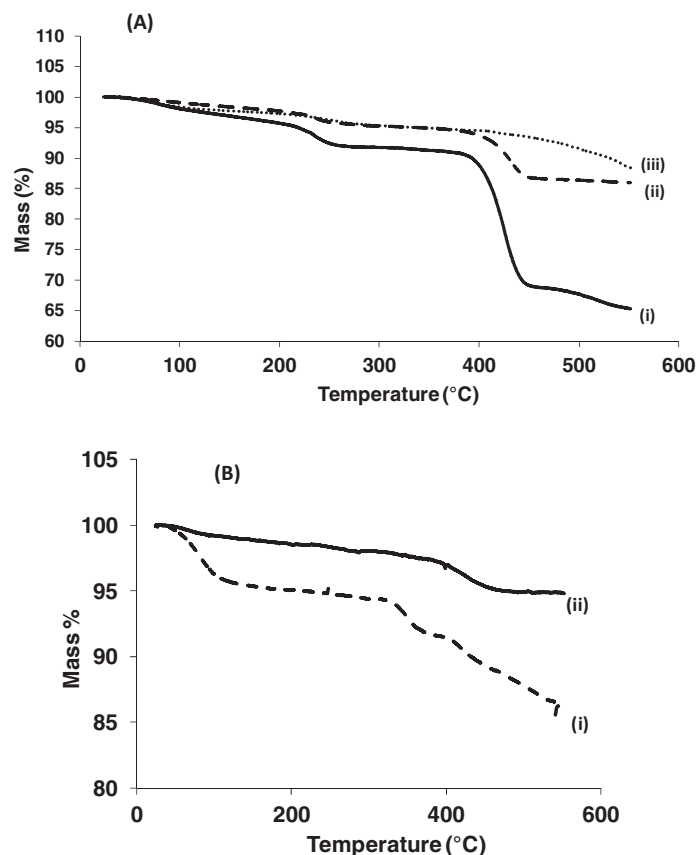 (A)
110
105
100
95
90
85
80
75
70
65
60
Mass (%)
(iii)
(ii)
(i)
0 100 200 300 400 500 600
Temperature (°C)
(B)
105
100
95
90
85
80
Mass %
(ii)
(i)
0 200 400 600
Temperature (°C)